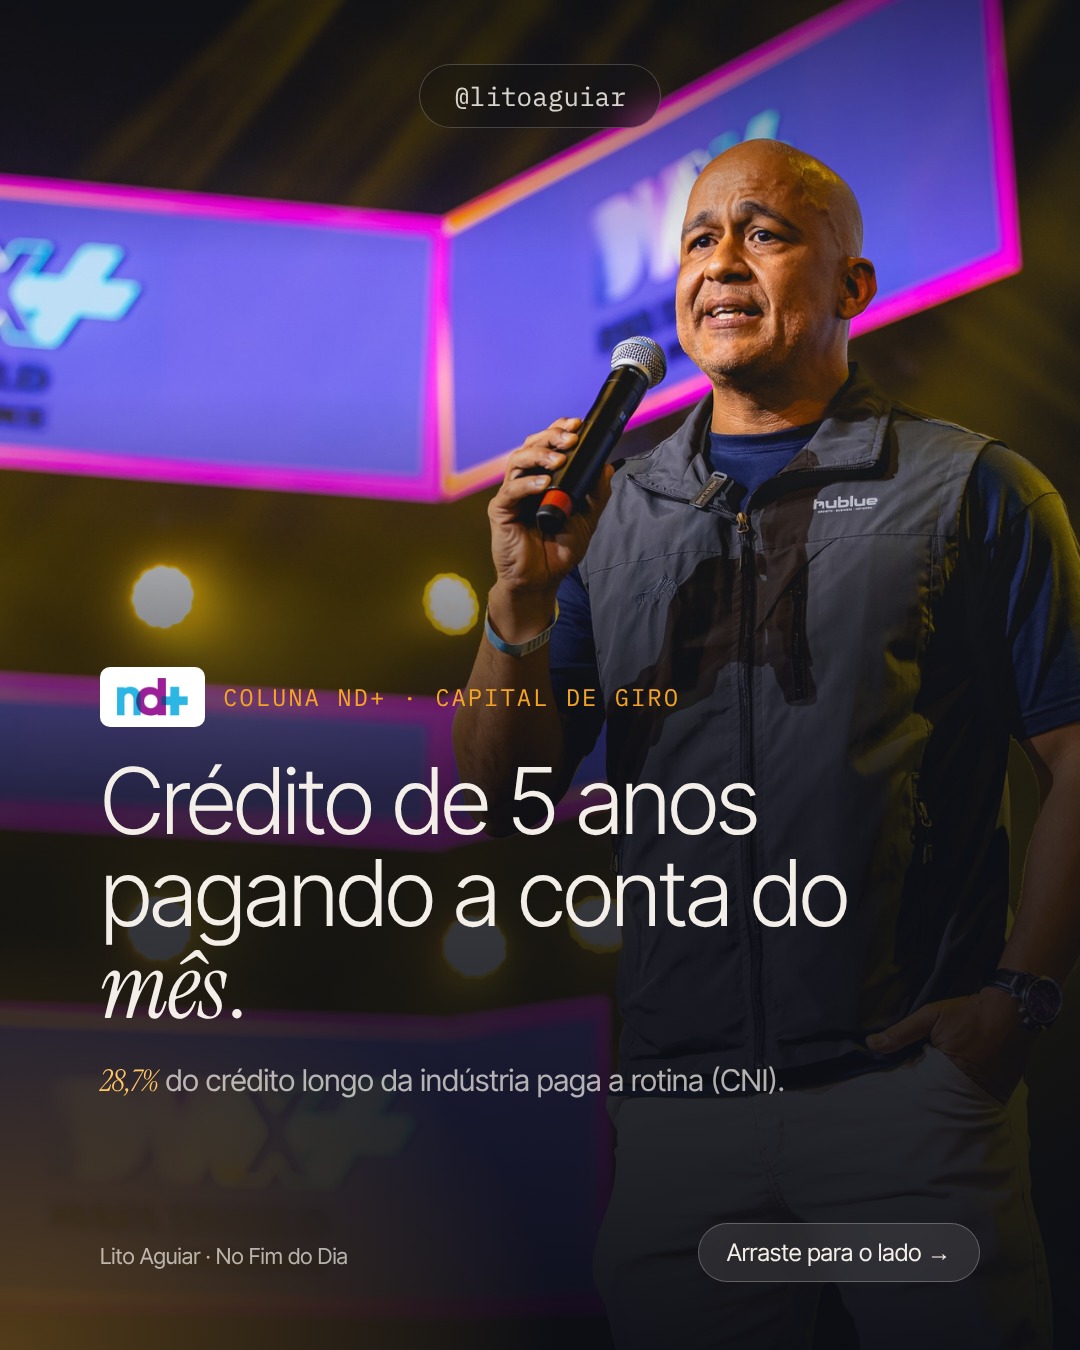 @litoaguiar
hublue
nd+
COLUNA ND+ · CAPITAL DE GIRO
Crédito de 5 anos
pagando a conta do
mês.
28,7% do crédito longo da indústria paga a rotina (CNI).
Lito Aguiar · No Fim do Dia
Arraste para o lado →